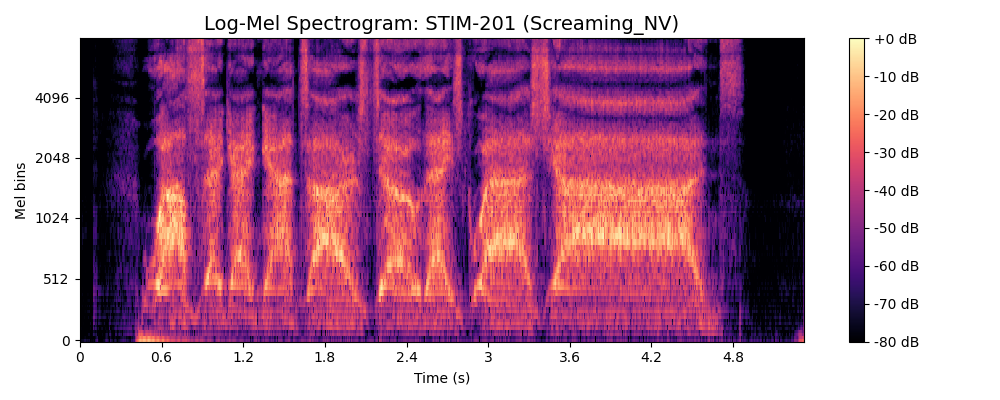 Log-Mel Spectrogram: STIM-201 (Screaming_NV)
Mel bins
4096
2048
1024
512
0
0 0.6 1.2 1.8 2.4 3 3.6 4.2 4.8
Time (s)
+0 dB
-10 dB
-20 dB
-30 dB
-40 dB
-50 dB
-60 dB
-70 dB
-80 dB